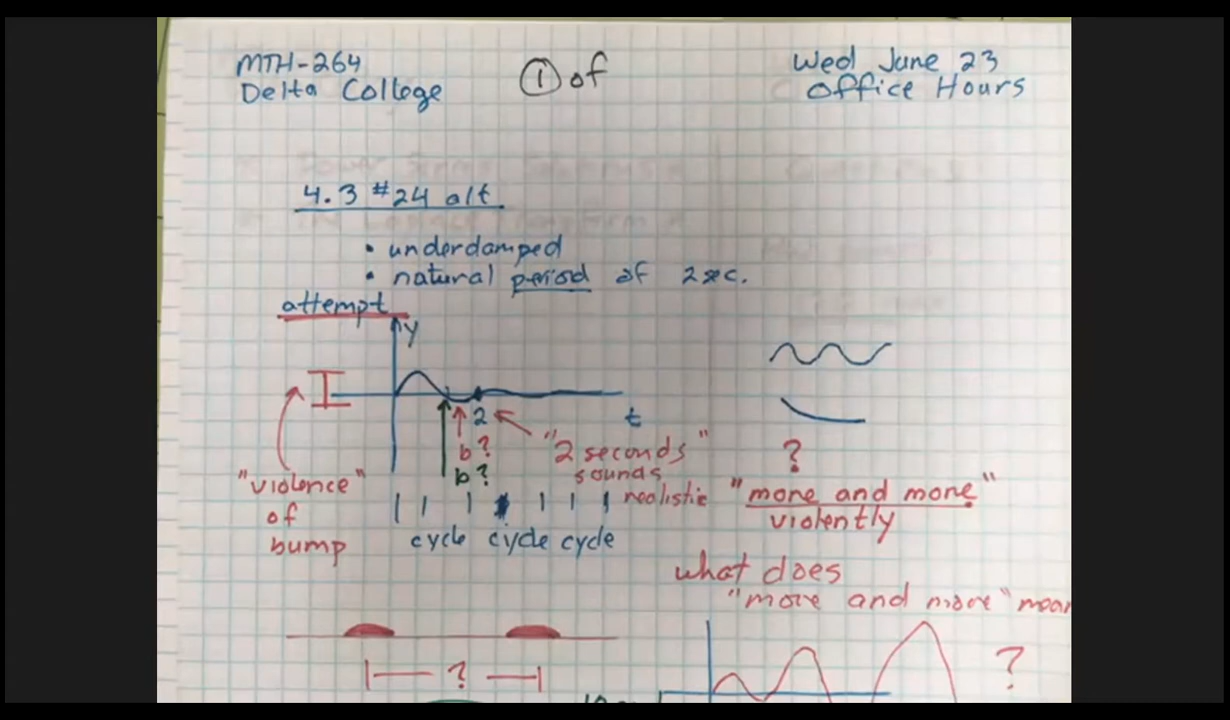 MTH-264
Delta College
① of
Wed June 23
Office Hours
4.3 #24 alt.
• underdamped
• natural period of 2 sec.
attempt
y
2
t
b?
b?
"2 seconds"
sounds
realistic
"violence"
of
bump
cycle cycle cycle
?
"more and more"
violently
what does
"more and more"
?
?